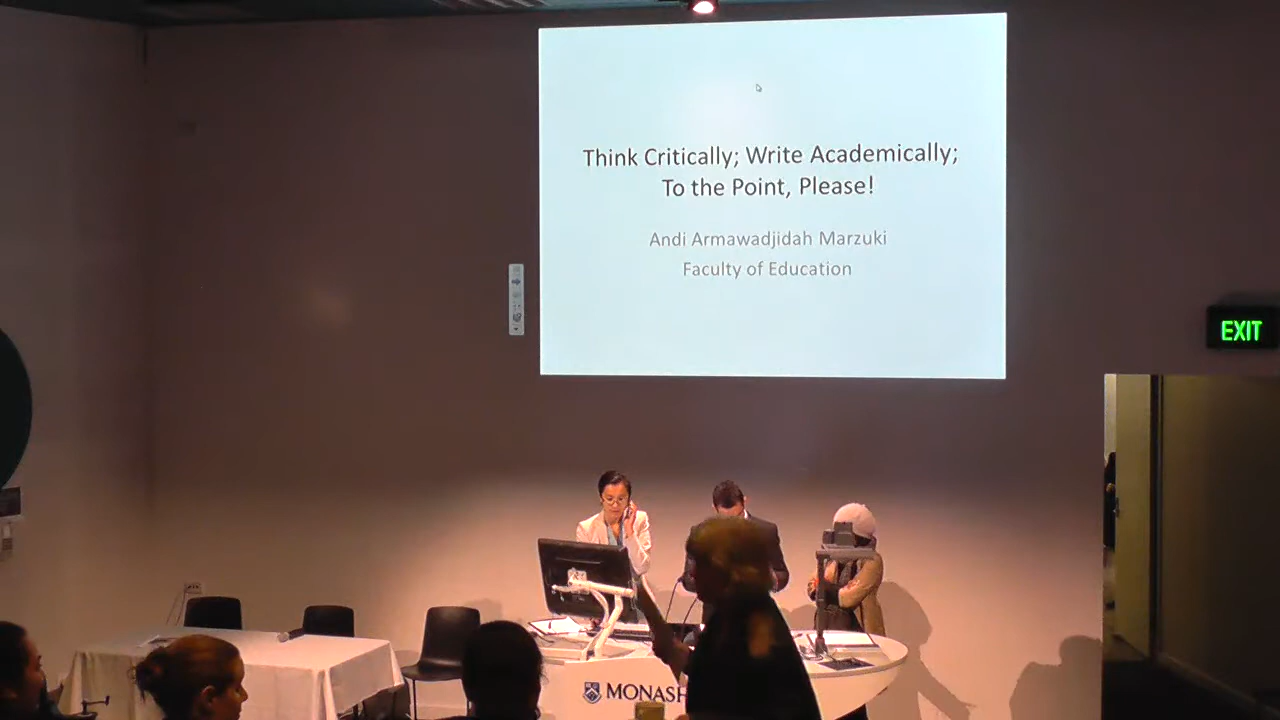 Think Critically; Write Academically;
To the Point, Please!
Andi Armawadjidah Marzuki
Faculty of Education
EXIT
MONASH